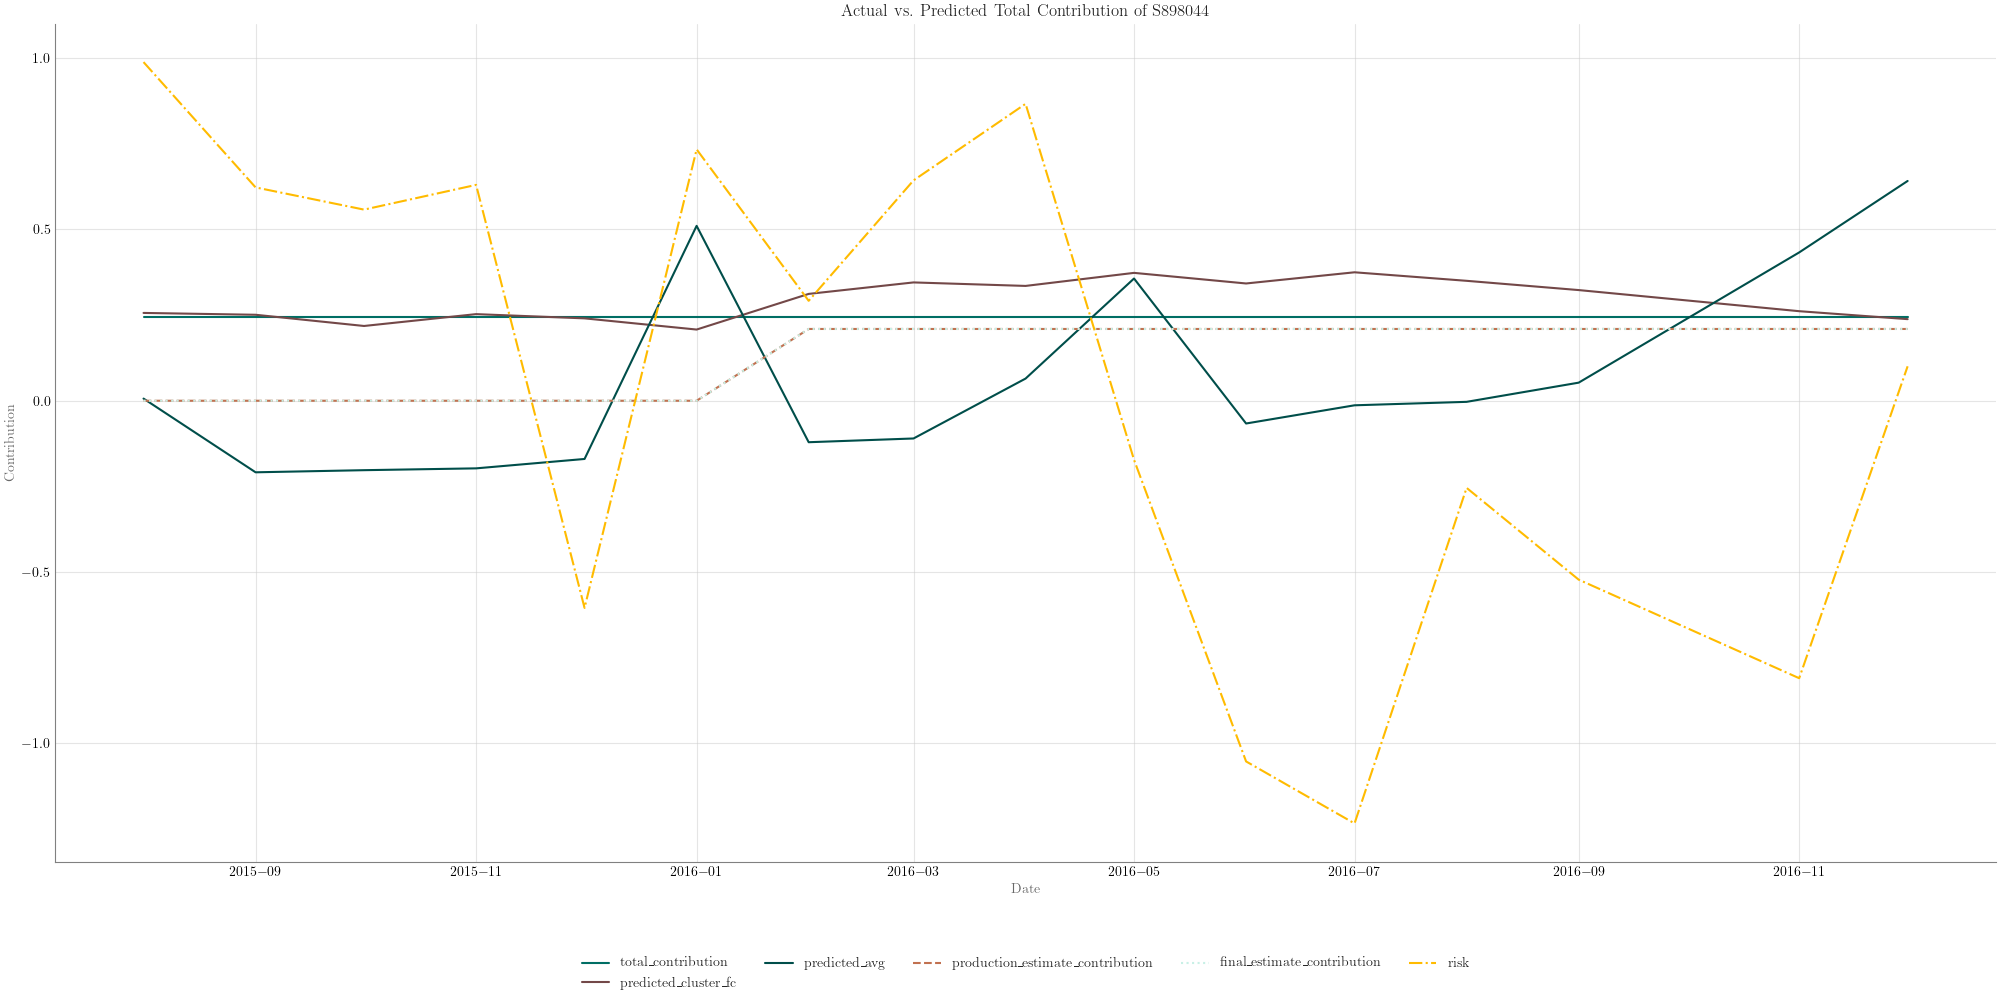 Actual vs. Predicted Total Contribution of S898044
1.0
0.5
0.0
−0.5
−1.0
Contribution
2015−09 2015−11 2016−01 2016−03 2016−05 2016−07 2016−09 2016−11
Date
total_contribution predicted_avg production_estimate_contribution final_estimate_contribution risk
predicted_cluster_fc